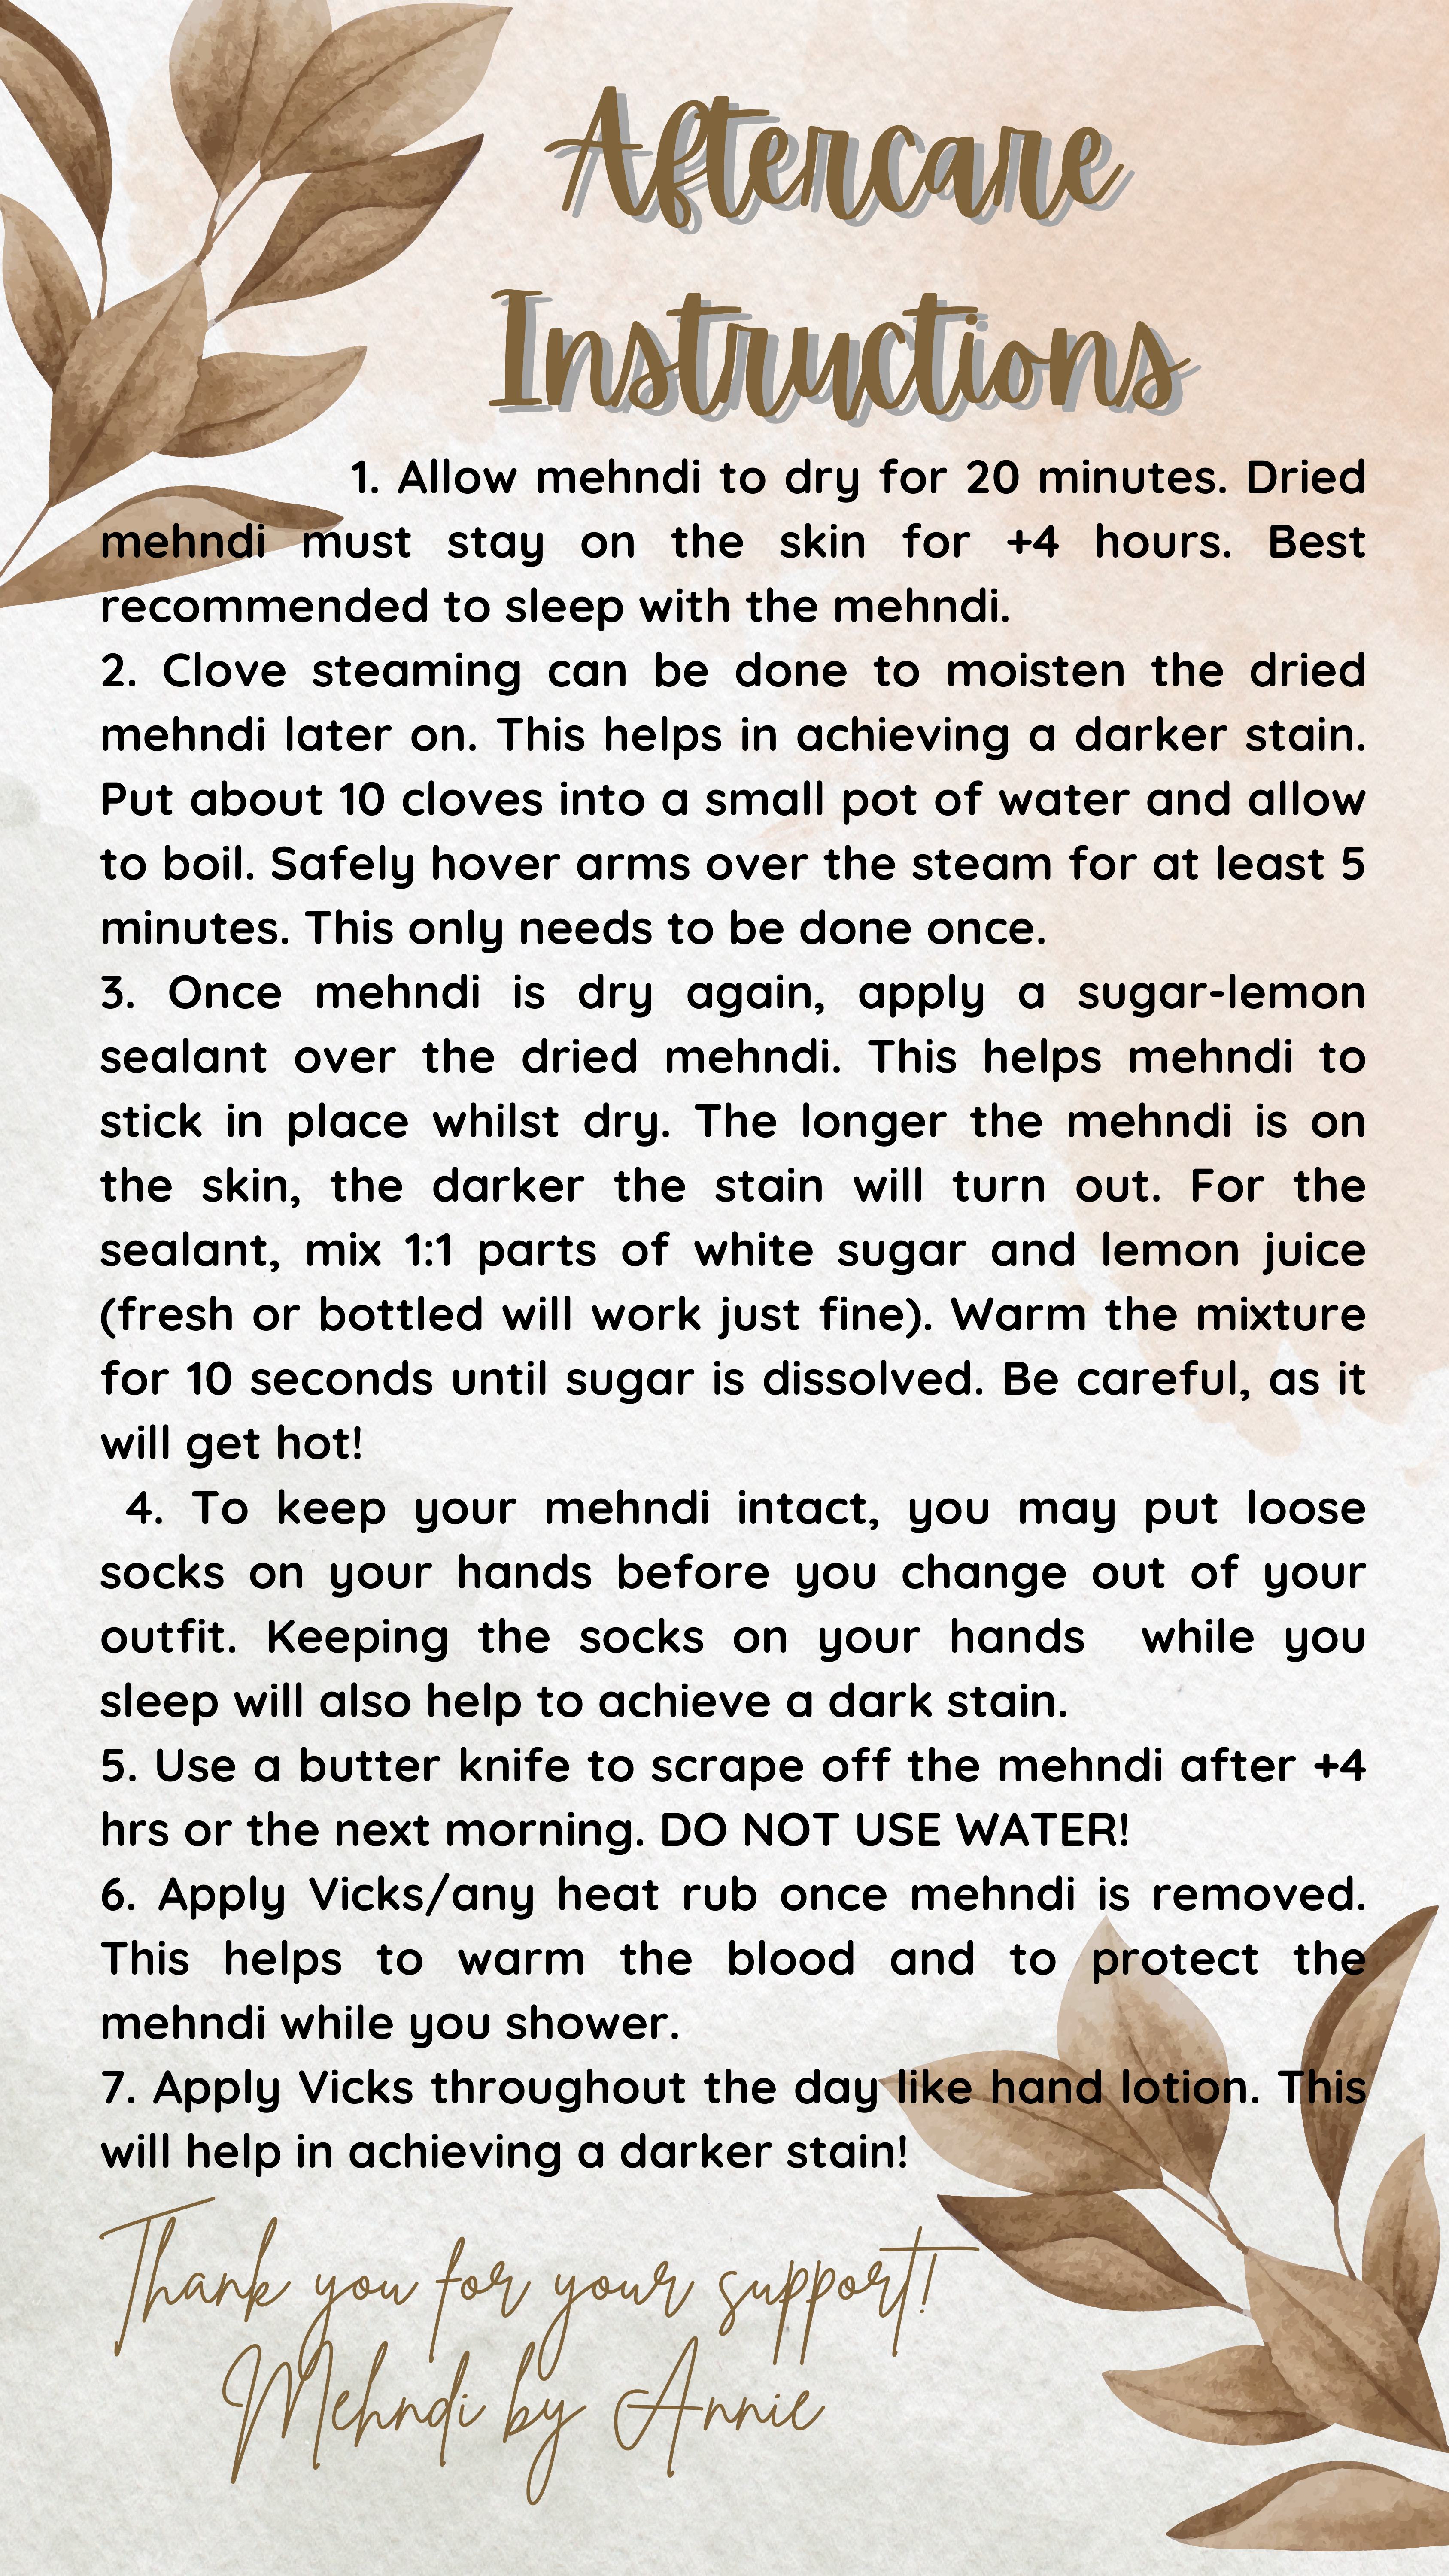 Aftercare
Instructions
1. Allow mehndi to dry for 20 minutes. Dried
mehndi must stay on the skin for +4 hours. Best
recommended to sleep with the mehndi.
2. Clove steaming can be done to moisten the dried
mehndi later on. This helps in achieving a darker stain.
Put about 10 cloves into a small pot of water and allow
to boil. Safely hover arms over the steam for at least 5
minutes. This only needs to be done once.
3. Once mehndi is dry again, apply a sugar-lemon
sealant over the dried mehndi. This helps mehndi to
stick in place whilst dry. The longer the mehndi is on
the skin, the darker the stain will turn out. For the
sealant, mix 1:1 parts of white sugar and lemon juice
(fresh or bottled will work just fine). Warm the mixture
for 10 seconds until sugar is dissolved. Be careful, as it
will get hot!
4. To keep your mehndi intact, you may put loose
socks on your hands before you change out of your
outfit. Keeping the socks on your hands while you
sleep will also help to achieve a dark stain.
5. Use a butter knife to scrape off the mehndi after +4
hrs or the next morning. DO NOT USE WATER!
6. Apply Vicks/any heat rub once mehndi is removed.
This helps to warm the blood and to protect the
mehndi while you shower.
7. Apply Vicks throughout the day like hand lotion. This
will help in achieving a darker stain!
Thank you for your support!
Mehndi by Annie